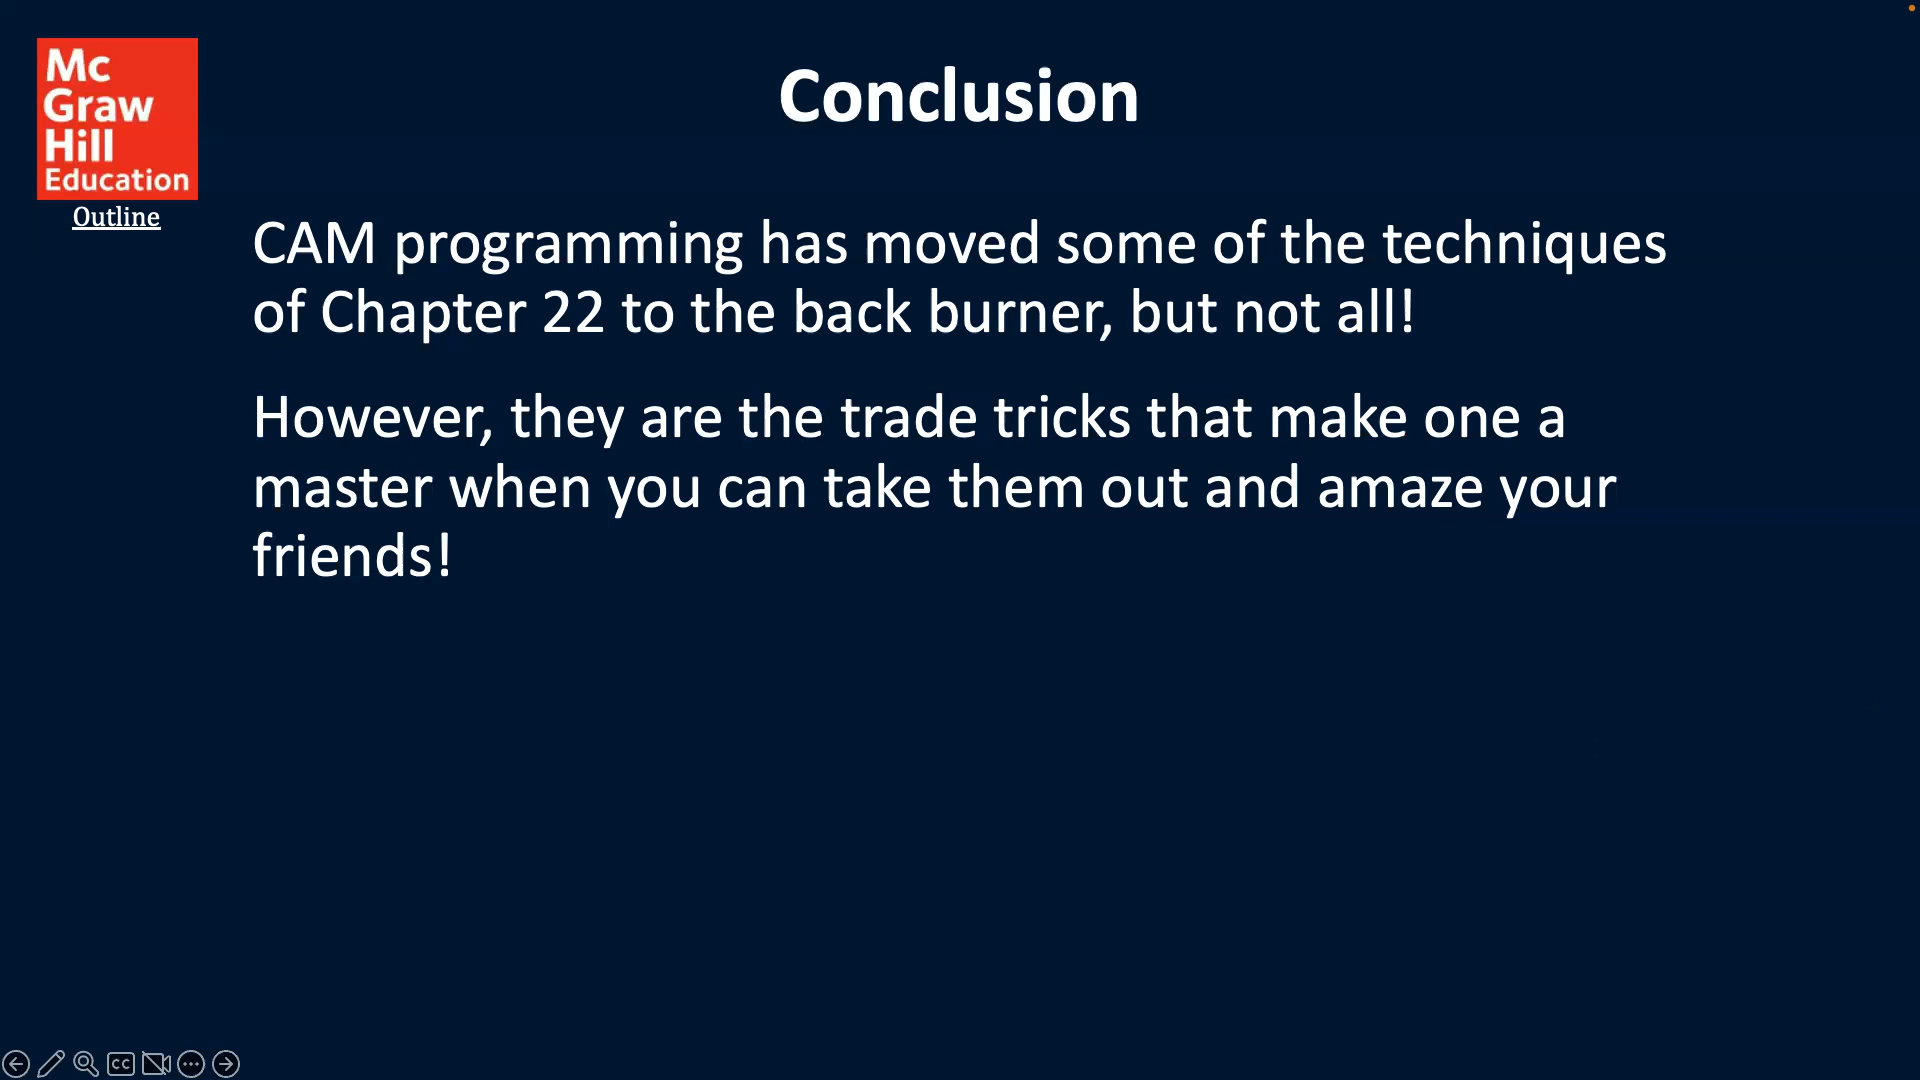 Mc
Graw
Hill
Education
Outline
Conclusion
CAM programming has moved some of the techniques
of Chapter 22 to the back burner, but not all!
However, they are the trade tricks that make one a
master when you can take them out and amaze your
friends!
CC